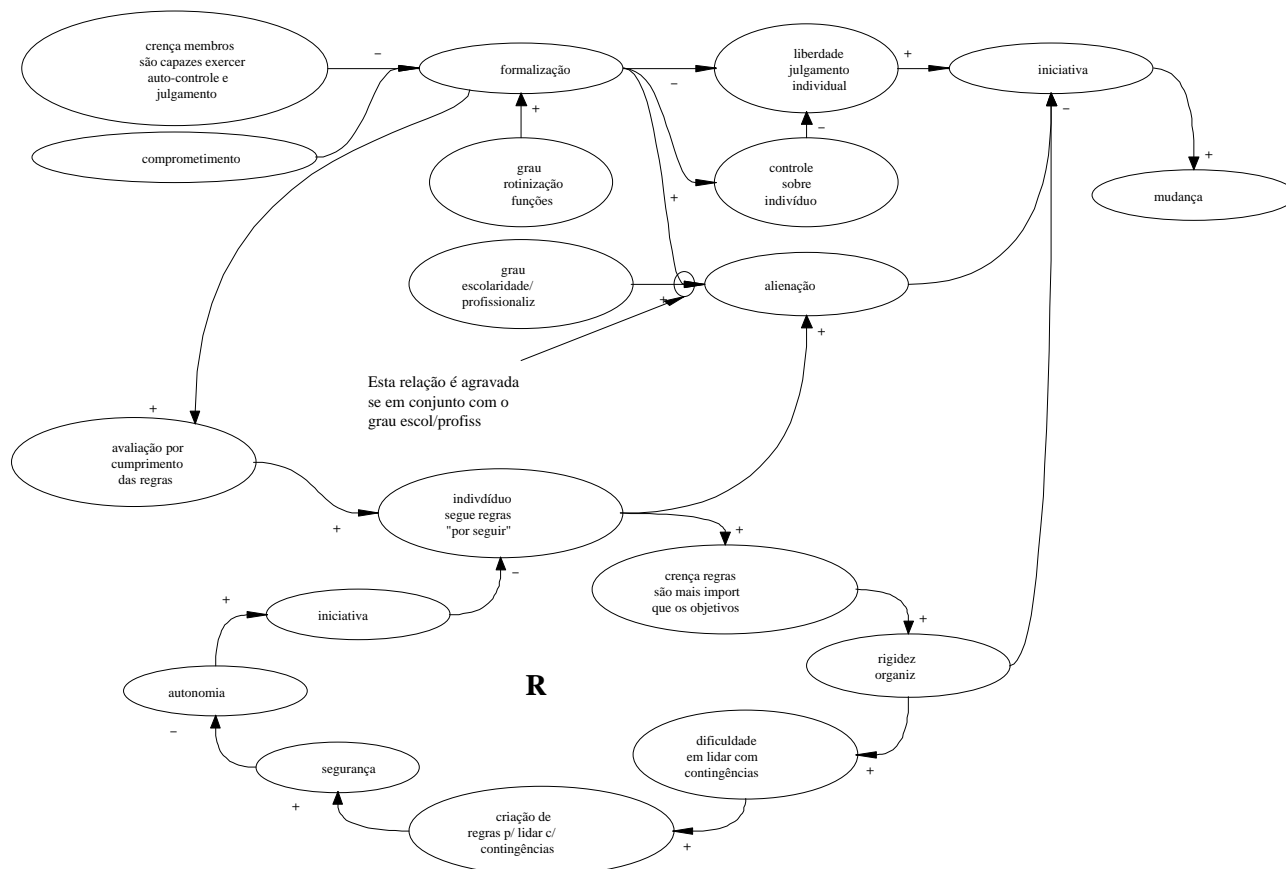 crença membros
são capazes exercer
auto-controle e
julgamento
−
formalização
−
liberdade
julgamento
individual
+
iniciativa
−
+
mudança
comprometimento
+
grau
rotinização
funções
+
−
controle
sobre
indivíduo
grau
escolaridade/
profissionaliz
+
alienação
+
Esta relação é agravada
se em conjunto com o
grau escol/profiss
+
avaliação por
cumprimento
das regras
+
indivdíduo
segue regras
"por seguir"
−
+
crença regras
são mais import
que os objetivos
+
rigidez
organiz
+
iniciativa
autonomia
−
R
segurança
+
dificuldade
em lidar com
contingências
+
criação de
regras p/ lidar c/
contingências
+